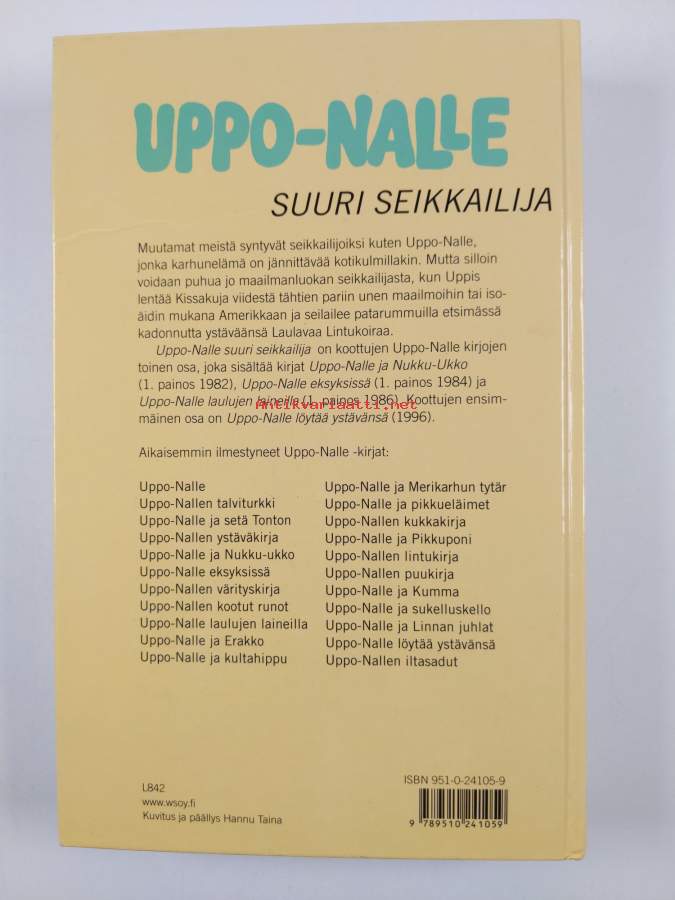 UPPO-NALLE
SUURI SEIKKAILIJA
Muutamat meistä syntyvät seikkailijoiksi kuten Uppo-Nalle,
jonka karhunelämä on jännittävää kotikulmillakin. Mutta silloin
voidaan puhua jo maailmanluokan seikkailijasta, kun Uppis
lentää Kissakuja viidestä tähtien pariin unen maailmoihin tai iso-
äidin mukana Amerikkaan ja seilailee patarummuilla etsimässä
kadonnutta ystäväänsä Laulavaa Lintukoiraa.
Uppo-Nalle suuri seikkailija on koottujen Uppo-Nalle kirjojen
toinen osa, joka sisältää kirjat Uppo-Nalle ja Nukku-Ukko
(1. painos 1982), Uppo-Nalle eksyksissä (1. painos 1984) ja
Uppo-Nalle laulujen laineilla (1. painos 1986). Koottujen ensim-
Antikvariaatti.net
mäinen osa on Uppo-Nalle löytää ystävänsä (1996).
Aikaisemmin ilmestyneet Uppo-Nalle -kirjat:
Uppo-Nalle
Uppo-Nallen talviturkki
Uppo-Nalle ja setä Tonton
Uppo-Nallen ystäväkirja
Uppo-Nalle ja Nukku-ukko
Uppo-Nalle eksyksissä
Uppo-Nallen värityskirja
Uppo-Nallen kootut runot
Uppo-Nalle laulujen laineilla
Uppo-Nalle ja Erakko
Uppo-Nalle ja kultahippu
Uppo-Nalle ja Merikarhun tytär
Uppo-Nalle ja pikkueläimet
Uppo-Nallen kukkakirja
Uppo-Nalle ja Pikkuponi
Uppo-Nallen lintukirja
Uppo-Nallen puukirja
Uppo-Nalle ja Kumma
Uppo-Nalle ja sukelluskello
Uppo-Nalle ja Linnan juhlat
Uppo-Nalle löytää ystävänsä
Uppo-Nallen iltasadut
L842
www.wsoy.fi
Kuvitus ja päällys Hannu Taina
ISBN 951-0-24105-9
9 789510 241059